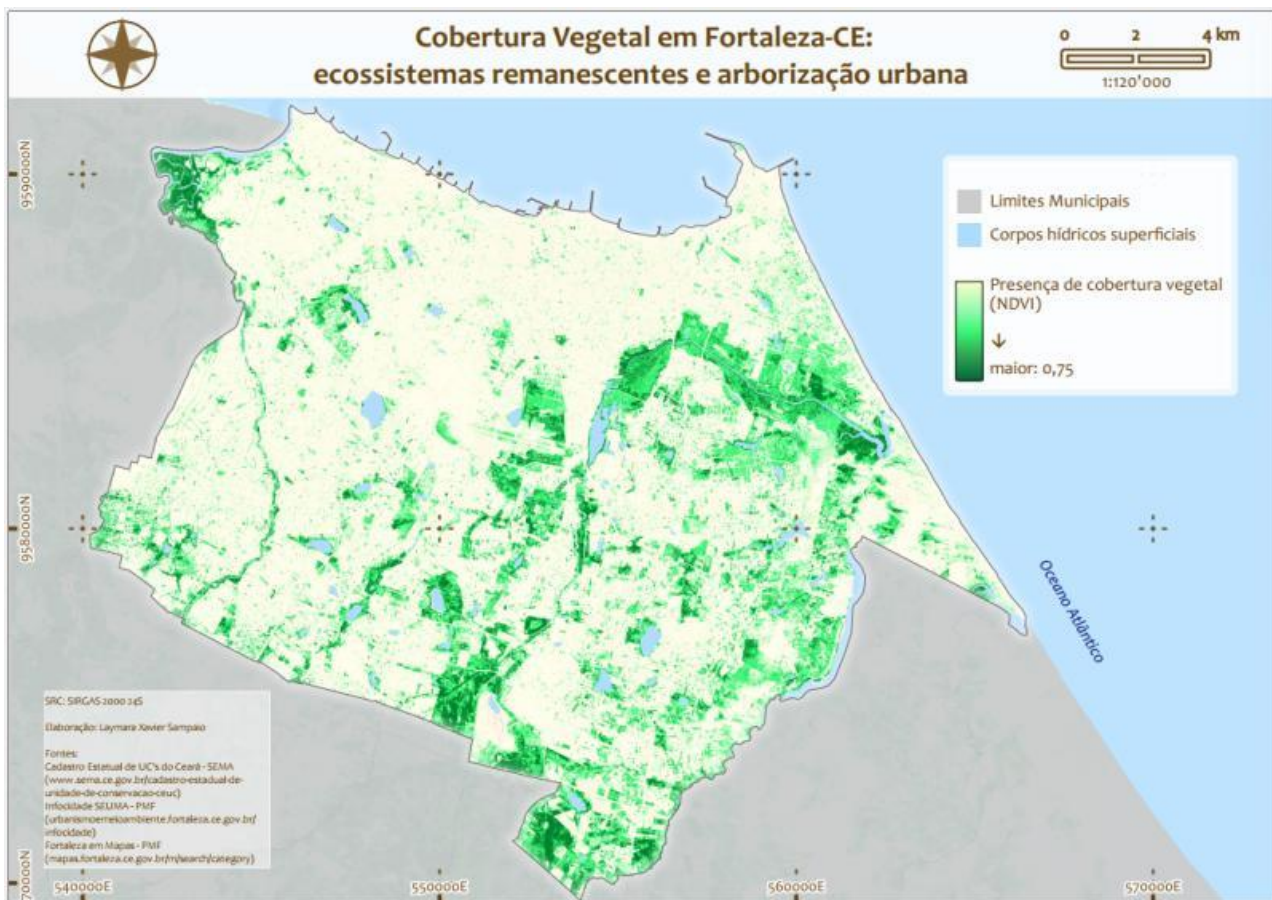 Cobertura Vegetal em Fortaleza-CE:
ecossistemas remanescentes e arborização urbana
0 2 4 km
1:120'000
Limites Municipais
Corpos hídricos superficiais
Presença de cobertura vegetal
(NDVI)
↓
maior: 0,75
9590000N
9580000N
70000N
Oceano Atlântico
SRC: SIRGAS 2000 24S
Elaboração: Laymara Xavier Sampaio
Fontes:
Cadastro Estatual de UC's do Ceará - SEMA
(www.sema.ce.gov.br/cadastro-estadual-de-
unidade-de-conservacao-ceuc)
Infocidade SEUMA - PMF
(urbanismoemeioambiente.fortaleza.ce.gov.br/
infocidade)
Fortaleza em Mapas - PMF
(mapas.fortaleza.ce.gov.br/m/search/category)
540000E 550000E 560000E 570000E